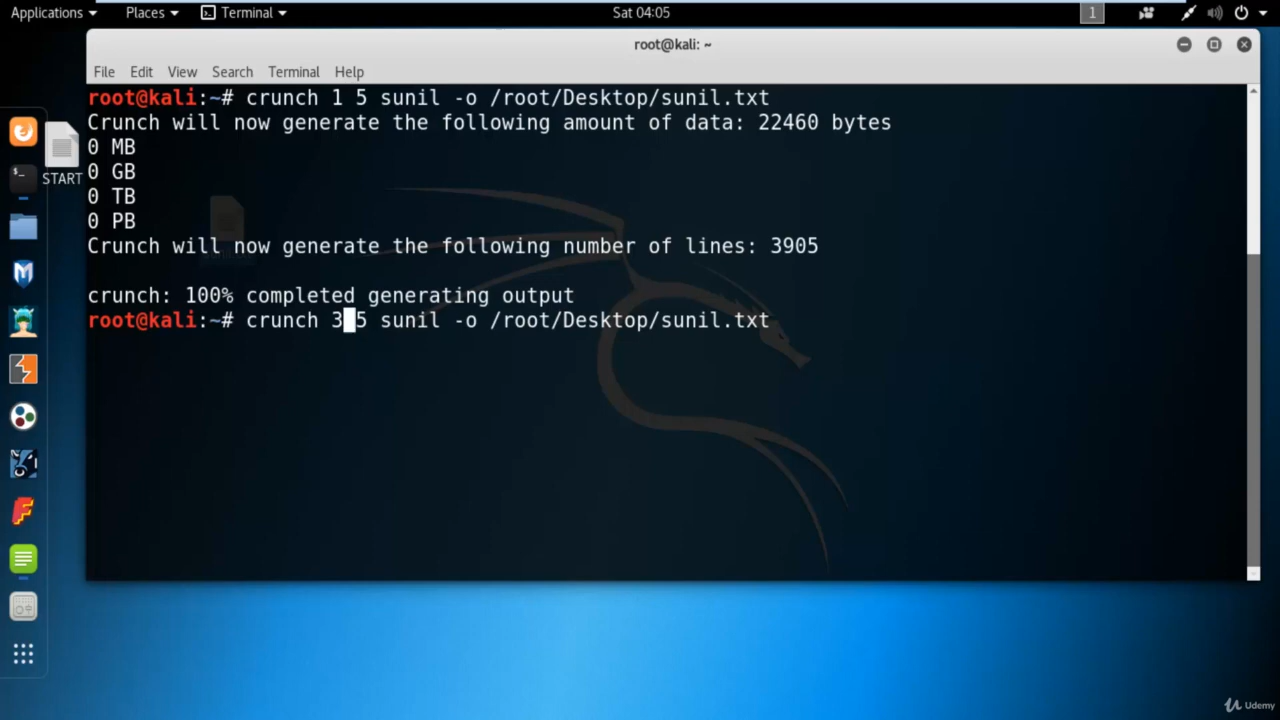 Applications Places Terminal Sat 04:05 1
root@kali: ~
File Edit View Search Terminal Help
root@kali:~# crunch 1 5 sunil -o /root/Desktop/sunil.txt
Crunch will now generate the following amount of data: 22460 bytes
0 MB
0 GB
0 TB
0 PB
Crunch will now generate the following number of lines: 3905
crunch: 100% completed generating output
root@kali:~# crunch 3 5 sunil -o /root/Desktop/sunil.txt
START
Udemy